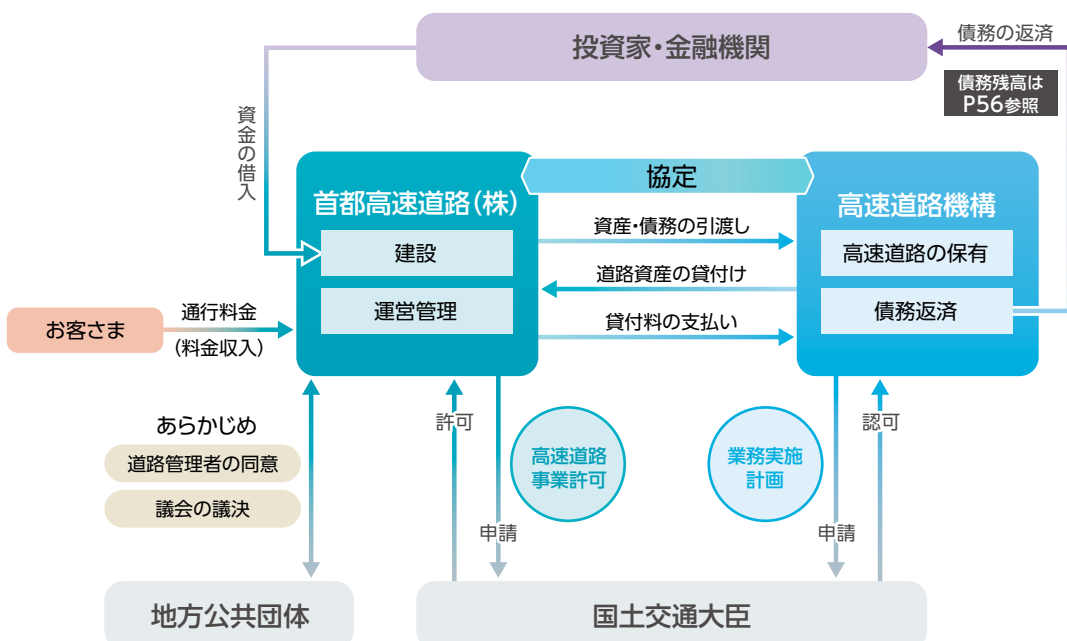 投資家・金融機関
債務の返済
債務残高は
P56参照
資金の借入
協定
首都高速道路(株)
建設
運営管理
高速道路機構
高速道路の保有
債務返済
資産・債務の引渡し
道路資産の貸付け
貸付料の支払い
お客さま
通行料金
(料金収入)
あらかじめ
道路管理者の同意
議会の議決
許可
高速道路
事業許可
申請
業務実施
計画
認可
申請
地方公共団体
国土交通大臣